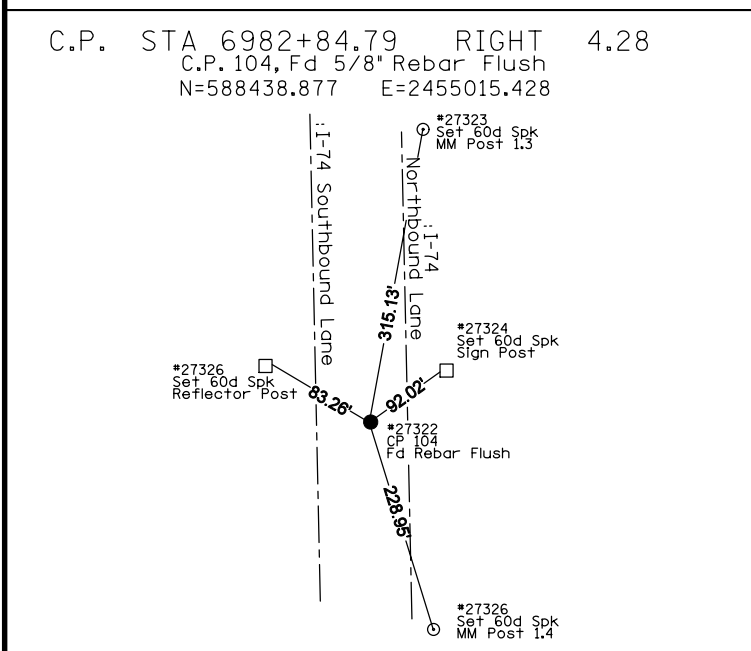 C.P. STA 6982+84.79 RIGHT 4.28
C.P. 104, Fd 5/8" Rebar Flush
N=588438.877 E=2455015.428
#27323
Set 60d Spk
MM Post 1.3
:I-74 Southbound Lane
:I-74
Northbound Lane
315.13'
#27324
Set 60d Spk
Sign Post
#27326
Set 60d Spk
Reflector Post
83.26'
92.02'
#27322
CP 104
Fd Rebar Flush
228.95'
#27326
Set 60d Spk
MM Post 1.4